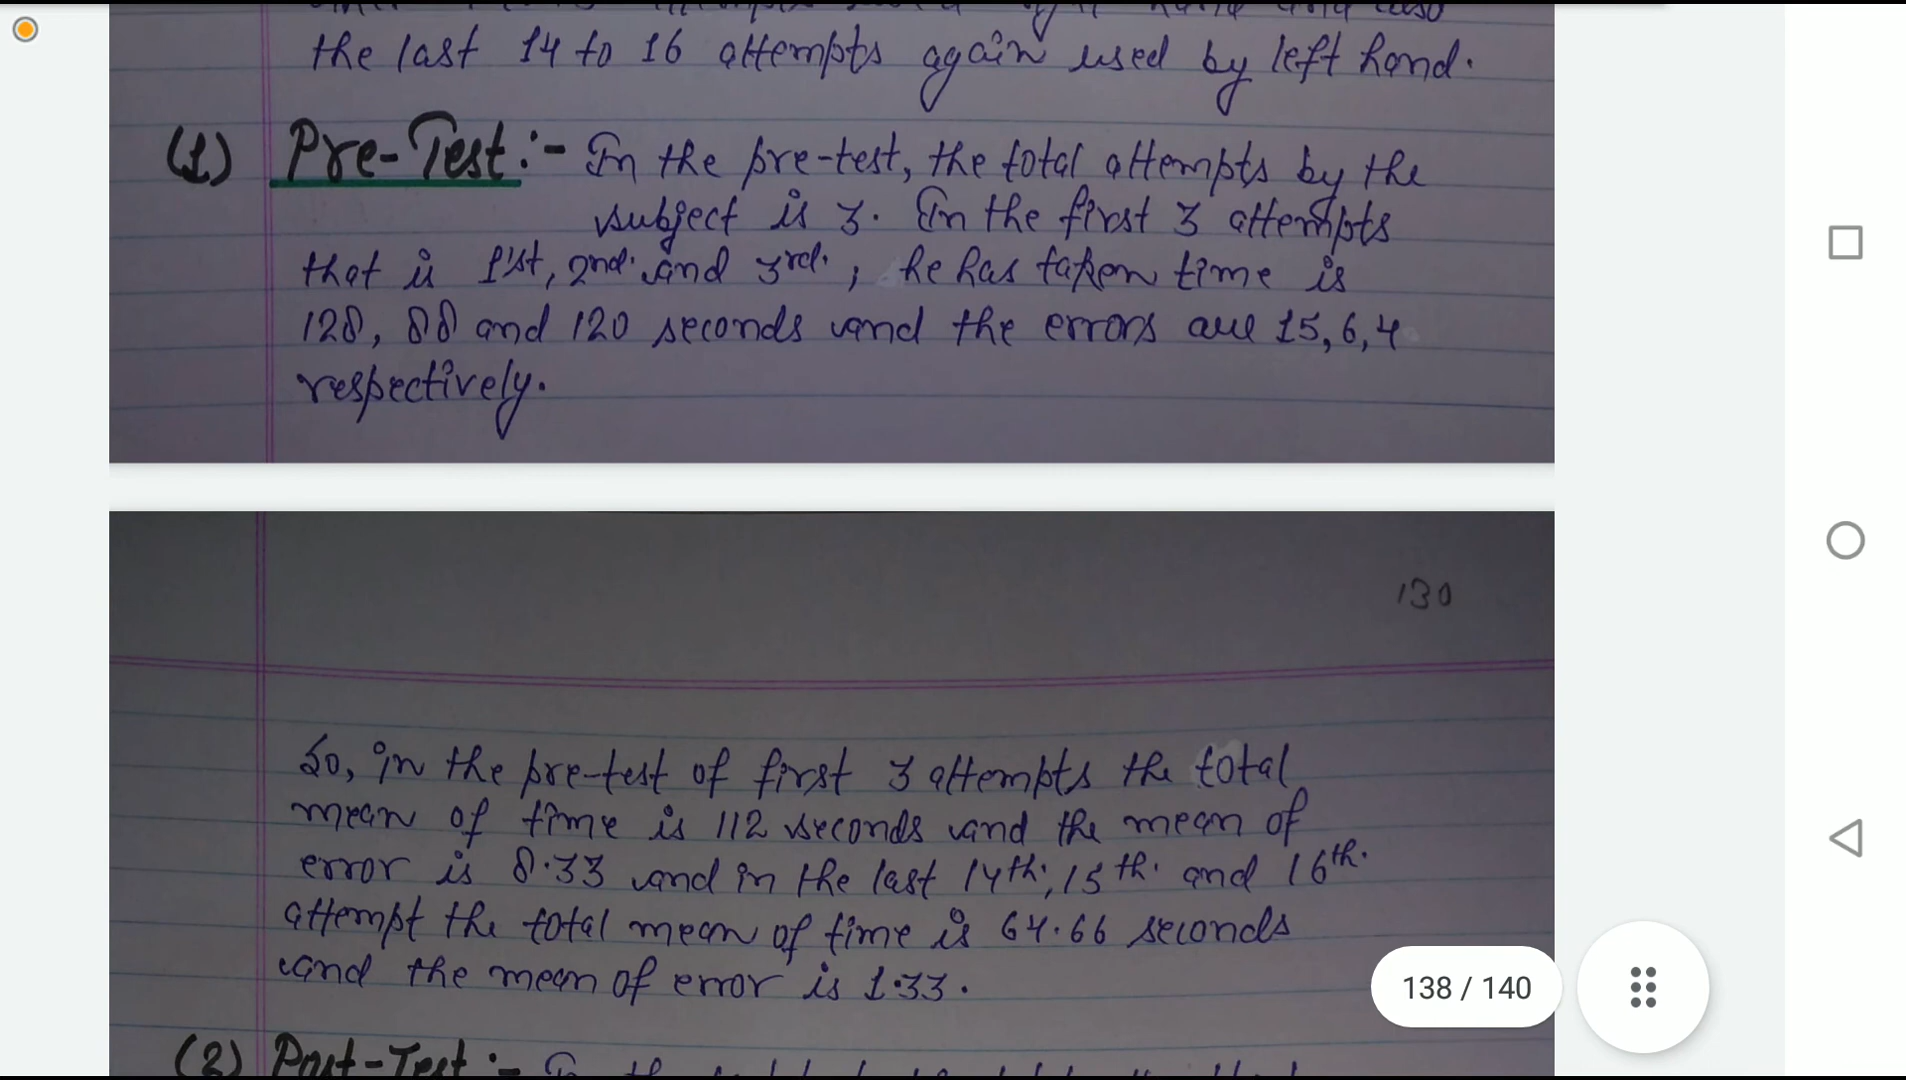 the last 14 to 16 attempts again used by left hand.
(1) Pre-Test :- In the pre-test, the total attempts by the
subject is 3. In the first 3 attempts
that is 1'st, 2nd. and 3rd. , he has taken time is
128, 88 and 120 seconds and the errors are 15, 6, 4
respectively.
130
So, in the pre-test of first 3 attempts the total
mean of time is 112 seconds and the mean of
error is 8.33 and in the last 14th., 15th. and 16th.
attempt the total mean of time is 64.66 seconds
and the mean of error is 1.33.
138 / 140
(2) Post-Test :- In the